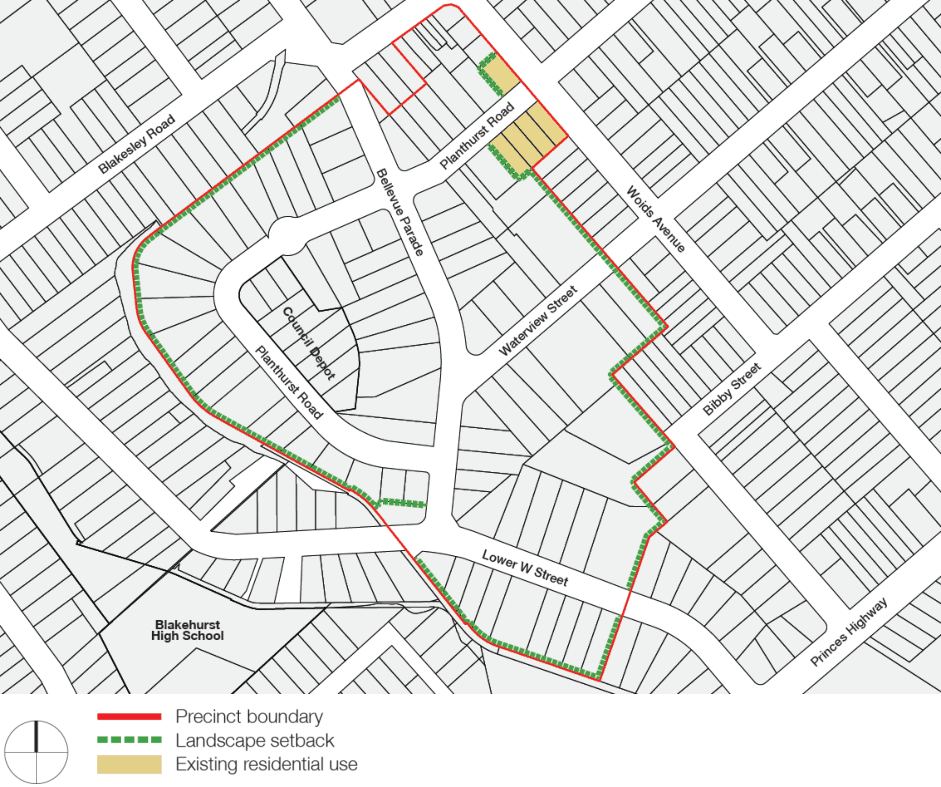 Blakesley Road
Planthurst Road
Bellevue Parade
Woids Avenue
Waterview Street
Council Depot
Planthurst Road
Bibby Street
Lower W Street
Blakehurst
High School
Princes Highway
Precinct boundary
Landscape setback
Existing residential use